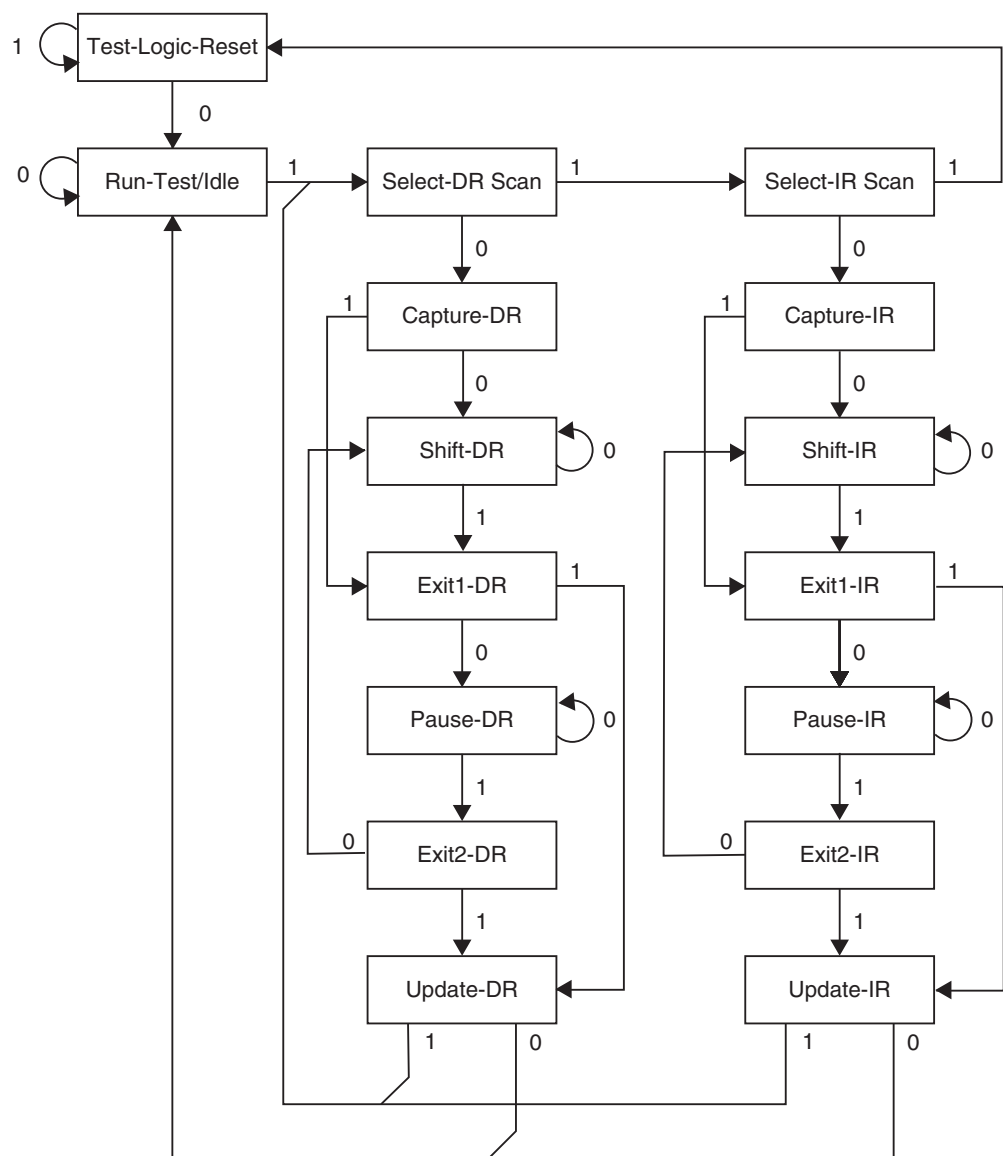 1
Test-Logic-Reset
0
0
Run-Test/Idle
1
Select-DR Scan
1
Select-IR Scan
1
0
0
1
Capture-DR
1
Capture-IR
0
0
Shift-DR
0
Shift-IR
0
1
1
Exit1-DR
1
Exit1-IR
1
0
0
Pause-DR
0
Pause-IR
0
1
1
0
Exit2-DR
0
Exit2-IR
1
1
Update-DR
Update-IR
1
0
1
0